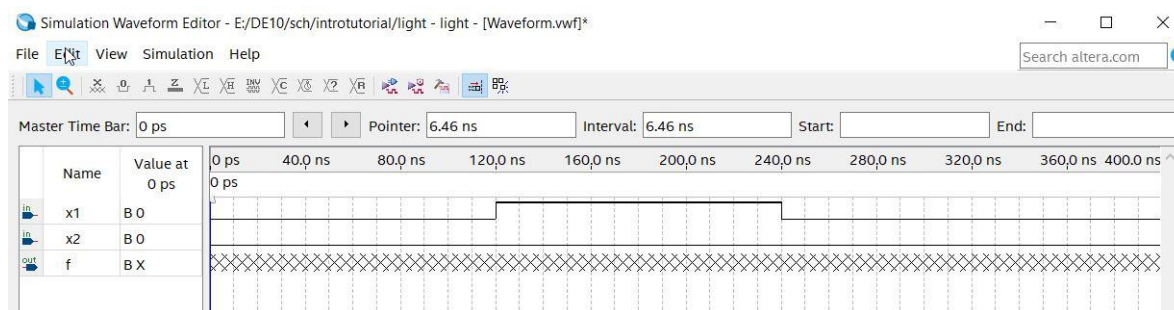 Simulation Waveform Editor - E:/DE10/sch/introtutorial/light - light - [Waveform.vwf]*
File Edit View Simulation Help
Search altera.com
Master Time Bar: 0 ps Pointer: 6.46 ns Interval: 6.46 ns Start: End:
Name Value at 0 ps
0 ps 40.0 ns 80.0 ns 120.0 ns 160.0 ns 200.0 ns 240.0 ns 280.0 ns 320.0 ns 360.0 ns 400.0 ns
0 ps
in x1 B 0
in x2 B 0
out f B X